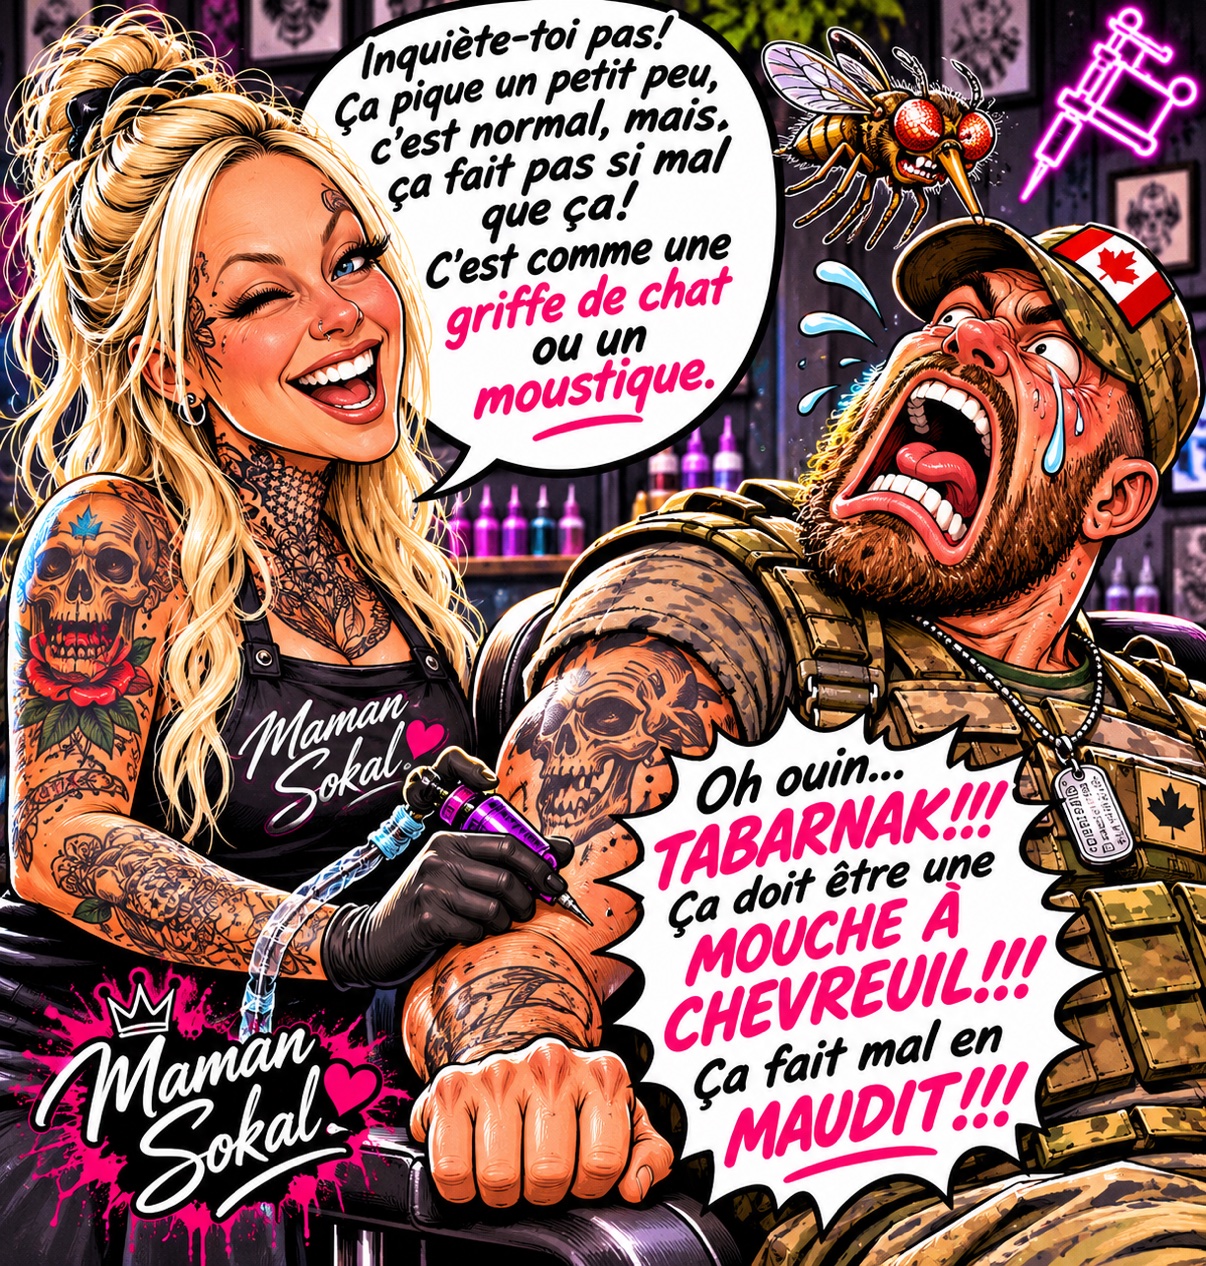 Inquiète-toi pas!
Ça pique un petit peu,
c'est normal, mais.
ça fait pas si mal
que ça!
C'est comme une
griffe de chat
ou un
moustique.
Maman
Sokal.
Oh ouin...
TABARNAK!!!
Ça doit être une
MOUCHE À
CHEVREUIL!!!
Ça fait mal en
MAUDIT!!!
Maman
Sokal.